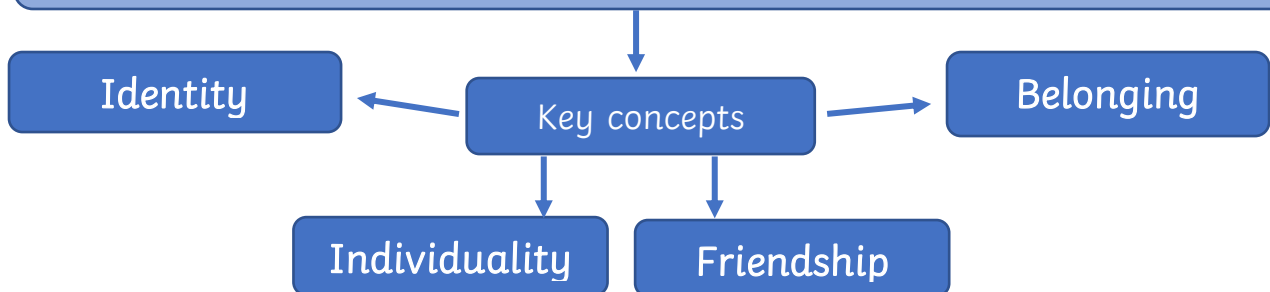 Identity
Key concepts
Belonging
Individuality
Friendship